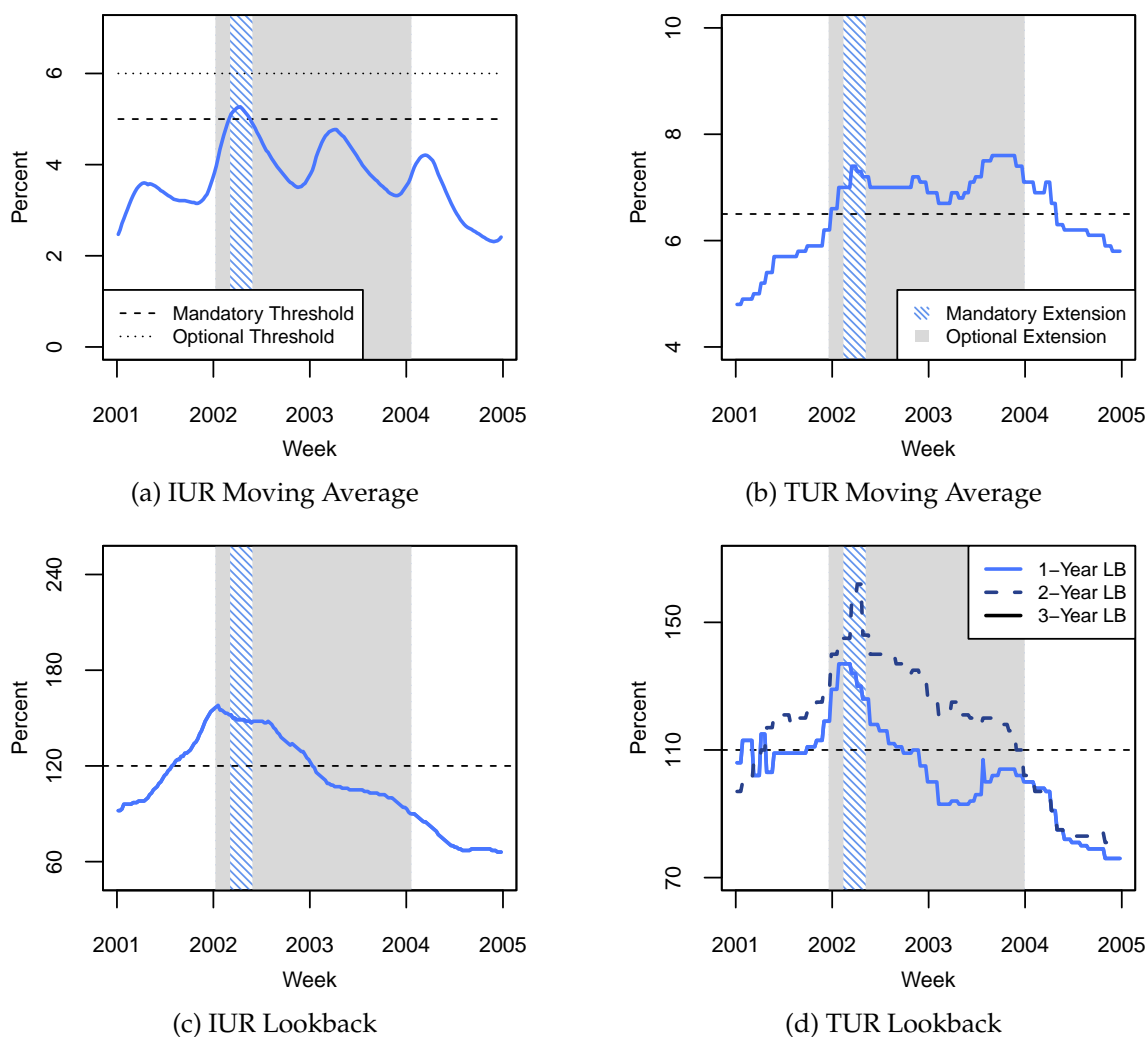 Percent
0 2 4 6
2001 2002 2003 2004 2005
Week
Mandatory Threshold
Optional Threshold
(a) IUR Moving Average
Percent
4 6 8 10
2001 2002 2003 2004 2005
Week
Mandatory Extension
Optional Extension
(b) TUR Moving Average
Percent
60 120 180 240
2001 2002 2003 2004 2005
Week
(c) IUR Lookback
Percent
70 110 150
2001 2002 2003 2004 2005
Week
1−Year LB
2−Year LB
3−Year LB
(d) TUR Lookback